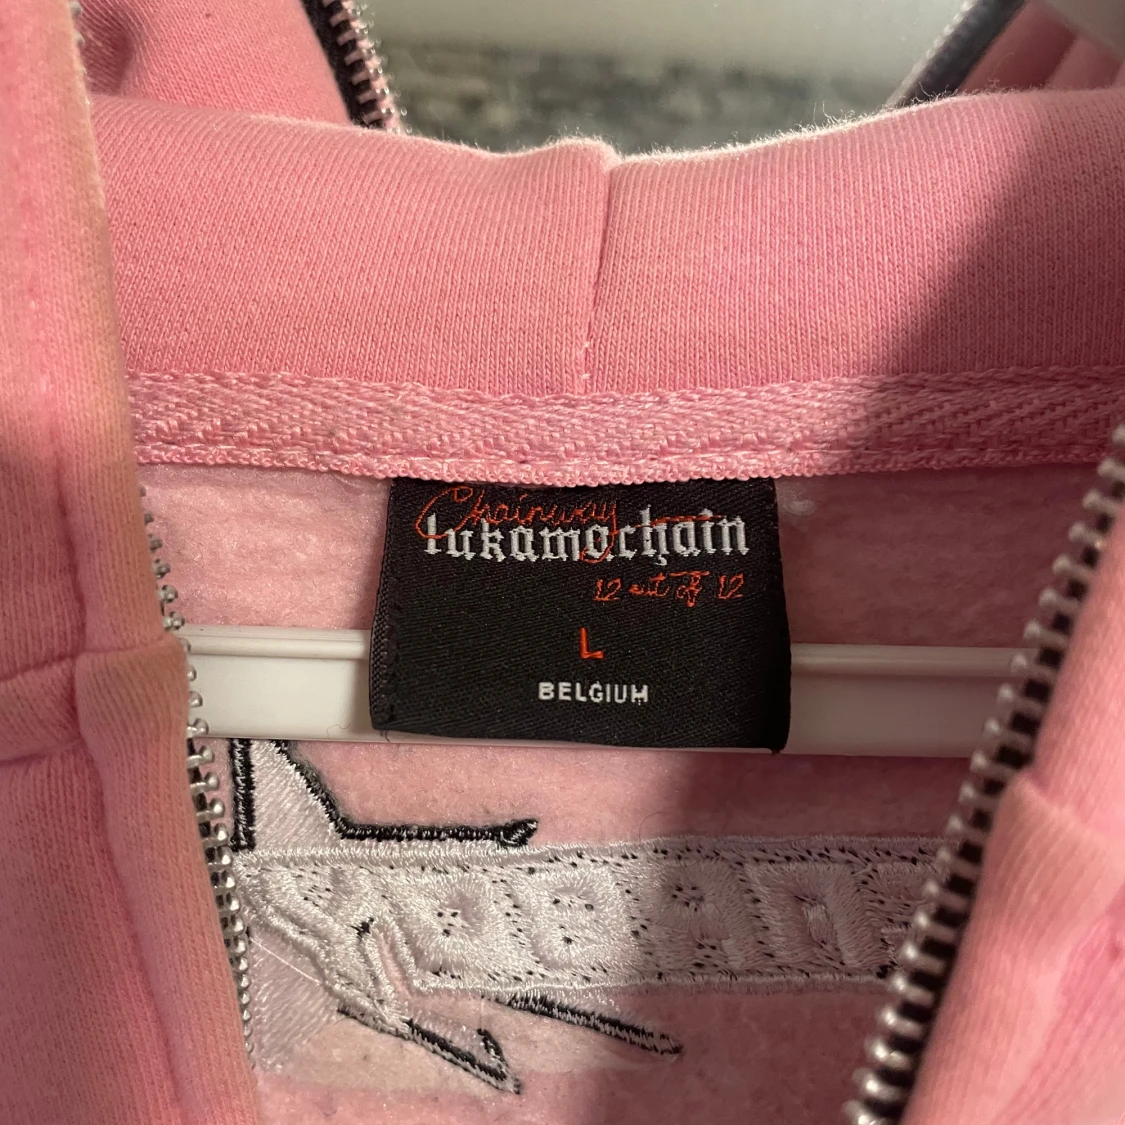 Chainway
lukamochain
12 out of 12
L
BELGIUM